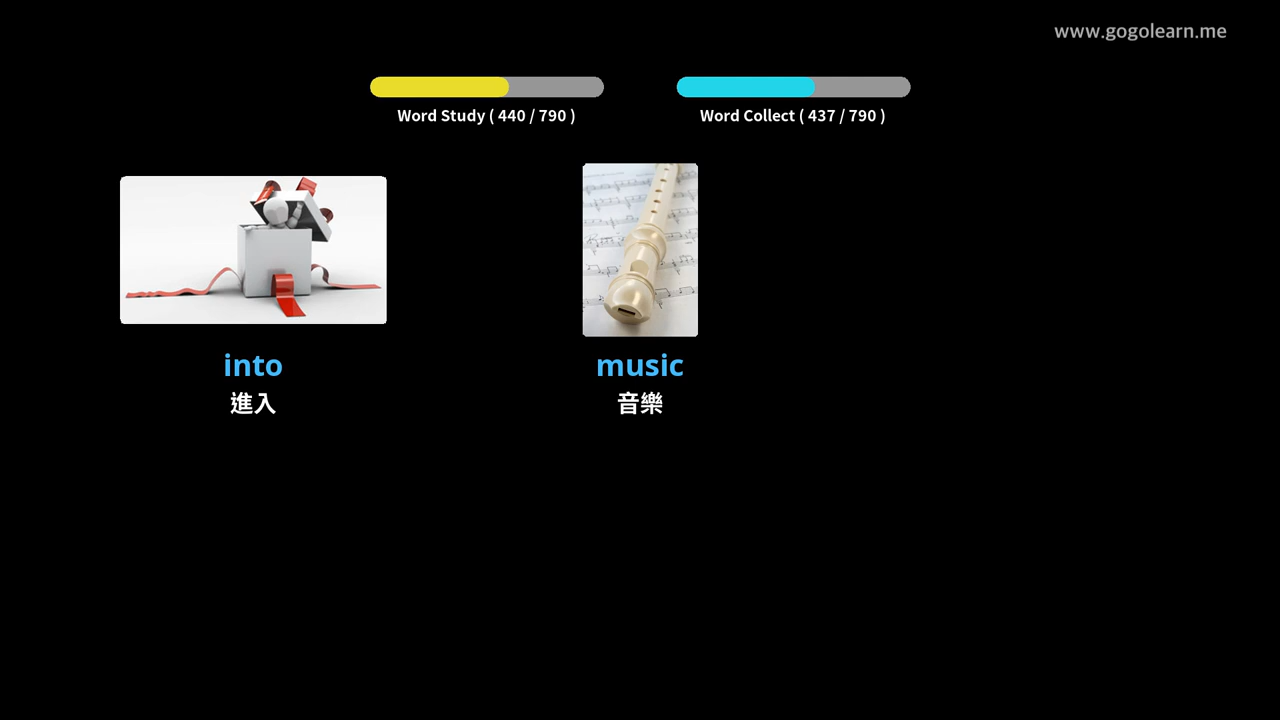 www.gogolearn.me
Word Study ( 440 / 790 )
Word Collect ( 437 / 790 )
into
進入
music
音樂